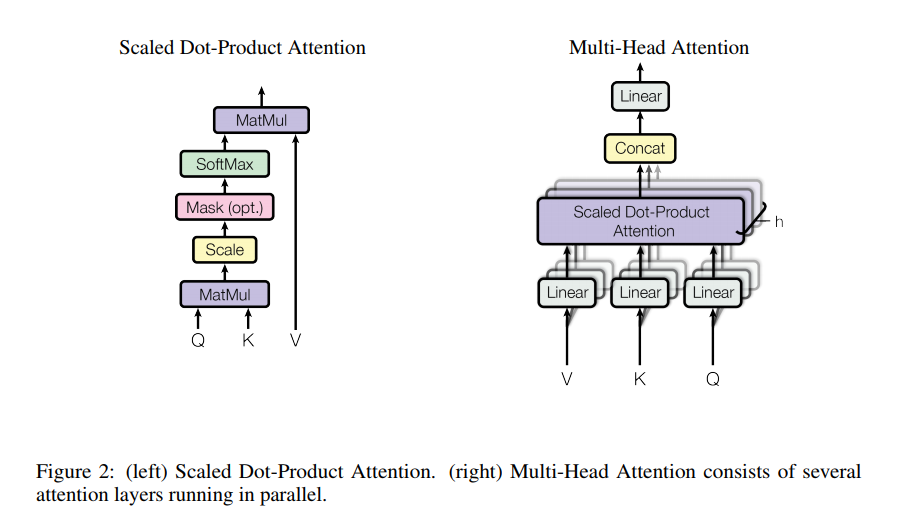 Scaled Dot-Product Attention
MatMul
SoftMax
Mask (opt.)
Scale
MatMul
Q K V
Multi-Head Attention
Linear
Concat
Scaled Dot-Product
Attention
h
Linear Linear Linear
V K Q
Figure 2: (left) Scaled Dot-Product Attention. (right) Multi-Head Attention consists of several
attention layers running in parallel.